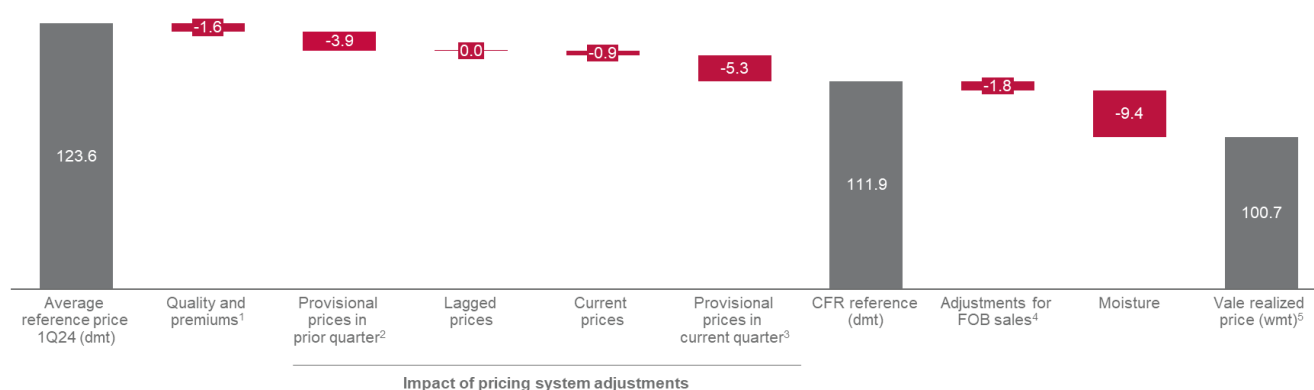 123.6
-1.6
-3.9
0.0
-0.9
-5.3
111.9
-1.8
-9.4
100.7
Average
reference price
1Q24 (dmt)
Quality and
premiums¹
Provisional
prices in
prior quarter²
Lagged
prices
Current
prices
Provisional
prices in
current quarter³
CFR reference
(dmt)
Adjustments for
FOB sales⁴
Moisture
Vale realized
price (wmt)⁵
Impact of pricing system adjustments